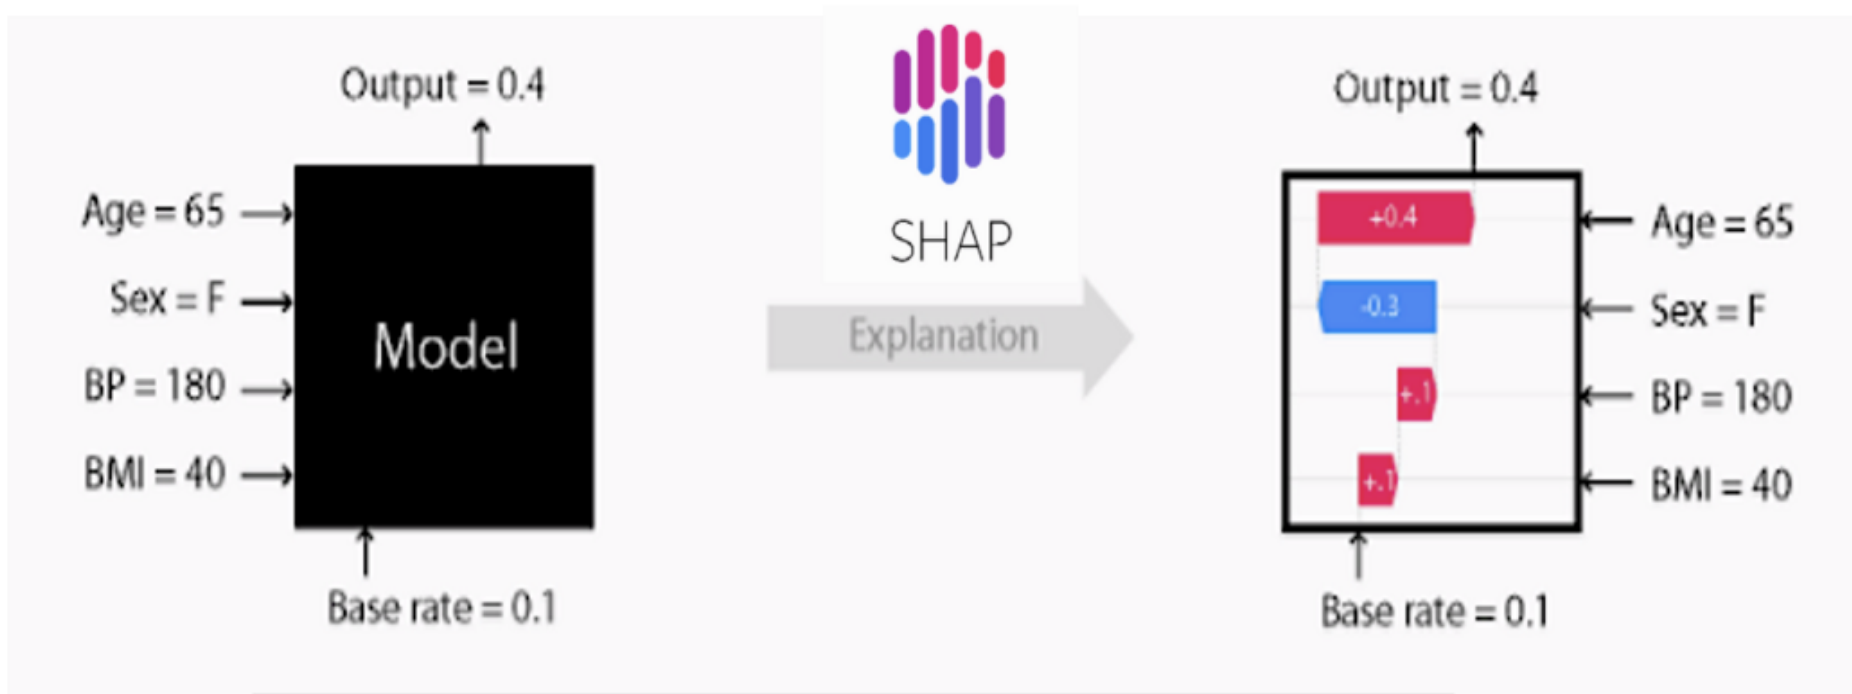 Output = 0.4
Age = 65
Sex = F
BP = 180
BMI = 40
Model
Base rate = 0.1
SHAP
Explanation
Output = 0.4
+0.4
Age = 65
-0.3
Sex = F
+.1
BP = 180
+.1
BMI = 40
Base rate = 0.1